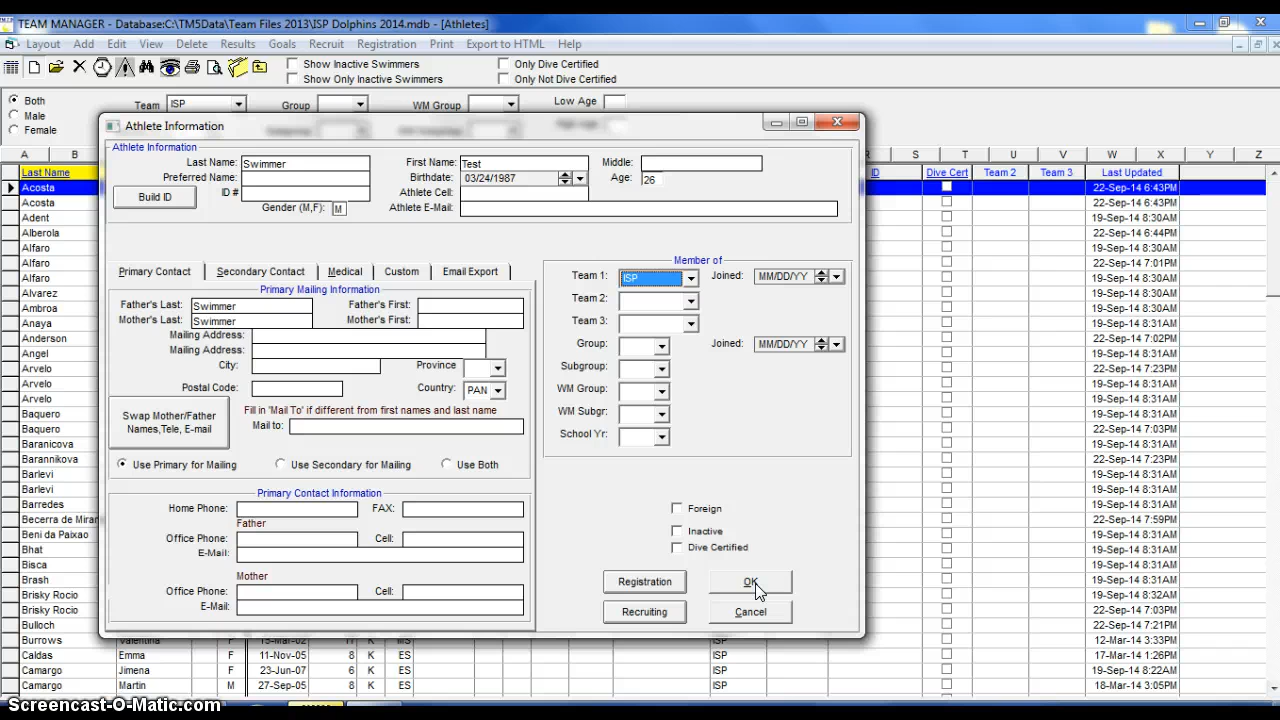 TEAM MANAGER - Database:C:\TM5Data\Team Files 2013\ISP Dolphins 2014.mdb - [Athletes]
Layout Add Edit View Delete Results Goals Recruit Registration Print Export to HTML Help
Show Inactive Swimmers Only Dive Certified
Show Only Inactive Swimmers Only Not Dive Certified
Both Team ISP Group WM Group Low Age
Male
Female
Athlete Information
A B S T U V W X Y Z
Last Name ID Dive Cert Team 2 Team 3 Last Updated
Athlete Information
Last Name: Swimmer First Name: Test Middle:
Preferred Name: Birthdate: 03/24/1987 Age: 26
Build ID ID # Athlete Cell:
Gender (M,F): M Athlete E-Mail:
Primary Contact Secondary Contact Medical Custom Email Export
Primary Mailing Information
Father's Last: Swimmer Father's First:
Mother's Last: Swimmer Mother's First:
Mailing Address:
Mailing Address:
City: Province
Postal Code: Country: PAN
Swap Mother/Father
Names,Tele, E-mail
Fill in 'Mail To' if different from first names and last name
Mail to:
Use Primary for Mailing Use Secondary for Mailing Use Both
Primary Contact Information
Home Phone: FAX:
Father
Office Phone: Cell:
E-Mail:
Mother
Office Phone: Cell:
E-Mail:
Member of
Team 1: ISP Joined: MM/DD/YY
Team 2:
Team 3:
Group: Joined: MM/DD/YY
Subgroup:
WM Group:
WM Subgr:
School Yr:
Foreign
Inactive
Dive Certified
Registration OK
Recruiting Cancel
Acosta 22-Sep-14 6:43PM
Acosta 22-Sep-14 6:43PM
Adent 19-Sep-14 8:30AM
Alberola 22-Sep-14 6:44PM
Alfaro 19-Sep-14 8:30AM
Alfaro 22-Sep-14 7:01PM
Alfaro 19-Sep-14 8:30AM
Alvarez 19-Sep-14 8:30AM
Ambroa 19-Sep-14 8:30AM
Anaya 19-Sep-14 8:31AM
Anderson 22-Sep-14 7:02PM
Angel 19-Sep-14 8:31AM
Arvelo 22-Sep-14 7:23PM
Arvelo 19-Sep-14 8:31AM
Arvelo 19-Sep-14 8:31AM
Baquero 19-Sep-14 8:31AM
Baquero 22-Sep-14 7:03PM
Baranicova 19-Sep-14 8:31AM
Barannikova 22-Sep-14 7:23PM
Barlevi 19-Sep-14 8:31AM
Barlevi 19-Sep-14 8:31AM
Barredes 19-Sep-14 8:31AM
Becerra de Miran 22-Sep-14 7:59PM
Beni da Paixao 19-Sep-14 8:31AM
Bhat 19-Sep-14 8:31AM
Bisca 19-Sep-14 8:31AM
Brash 19-Sep-14 8:31AM
Brisky Rocio 19-Sep-14 8:32AM
Brisky Rocio 22-Sep-14 7:03PM
Bulloch 22-Sep-14 7:21PM
Burrows Valentina F 15-Mar-02 11 K MS ISP 12-Mar-14 3:33PM
Caldas Emma F 11-Nov-05 8 K ES ISP 17-Mar-14 1:26PM
Camargo Jimena F 23-Jun-07 6 K ES ISP 19-Sep-14 8:22AM
Camargo Martin M 27-Sep-05 8 K ES ISP 18-Mar-14 3:05PM
Screencast-O-Matic.com